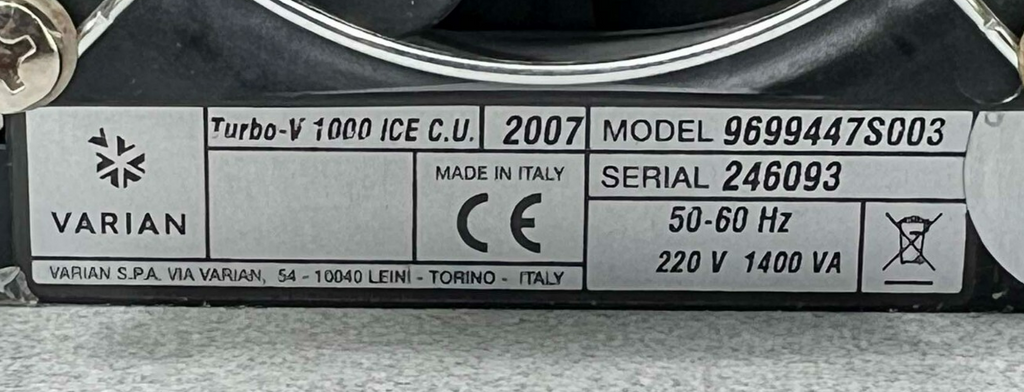 VARIAN
Turbo-V 1000 ICE C.U. 2007
MADE IN ITALY
CE
VARIAN S.P.A. VIA VARIAN, 54 - 10040 LEINI - TORINO - ITALY
MODEL 9699447S003
SERIAL 246093
50-60 Hz
220 V 1400 VA